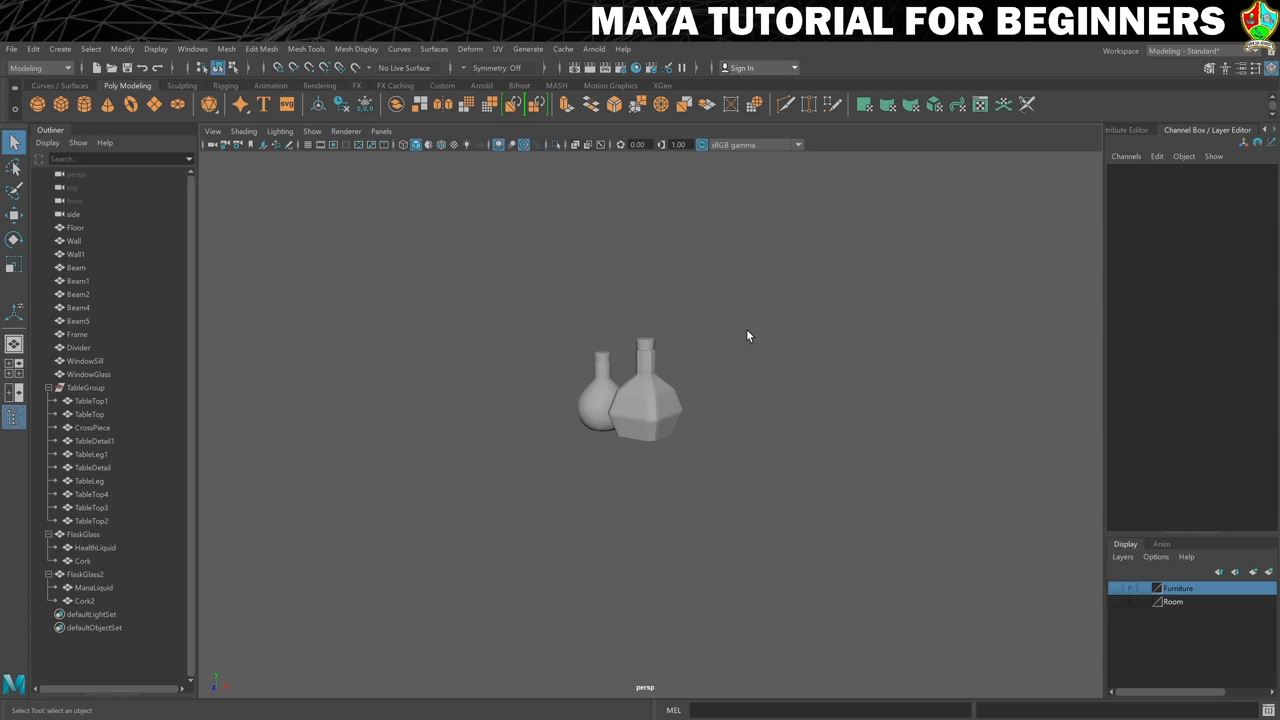 MAYA TUTORIAL FOR BEGINNERS
File Edit Create Select Modify Display Windows Mesh Edit Mesh Mesh Tools Mesh Display Curves Surfaces Deform UV Generate Cache Arnold Help
Workspace: Modeling - Standard*
Modeling
No Live Surface
Symmetry: Off
Sign In
Curves / Surfaces Poly Modeling Sculpting Rigging Animation Rendering FX FX Caching Custom Arnold Bifrost MASH Motion Graphics XGen
Outliner
Display Show Help
Search...
persp
top
front
side
Floor
Wall
Wall1
Beam
Beam1
Beam2
Beam4
Beam5
Frame
Divider
WindowSill
WindowGlass
TableGroup
TableTop1
TableTop
CrossPiece
TableDetail1
TableLeg1
TableDetail
TableLeg
TableTop4
TableTop3
TableTop2
FlaskGlass
HealthLiquid
Cork
FlaskGlass2
ManaLiquid
Cork2
defaultLightSet
defaultObjectSet
View Shading Lighting Show Renderer Panels
0.00
1.00
sRGB gamma
persp
tribute Editor
Channel Box / Layer Editor
Channels Edit Object Show
Display Anim
Layers Options Help
P Furniture
Room
Select Tool: select an object
MEL